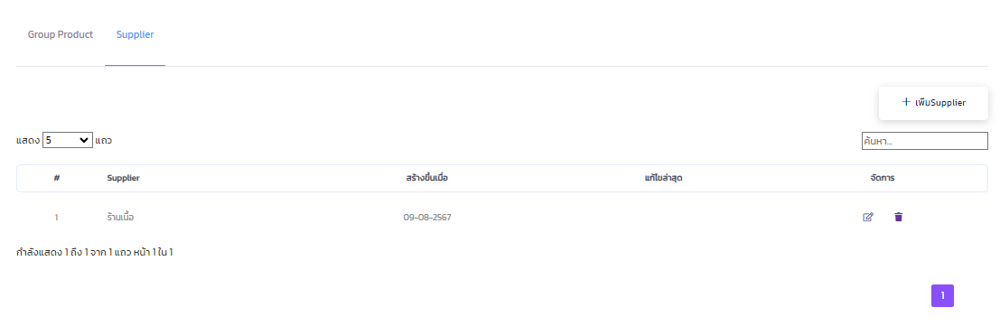 Group Product Supplier
+ เพิ่มSupplier
แสดง 5 แถว ค้นหา...
# Supplier สร้างขึ้นเมื่อ แก้ไขล่าสุด จัดการ
1 ร้านเนื้อ 09-08-2567
กำลังแสดง 1 ถึง 1 จาก 1 แถว หน้า 1 ใน 1
1